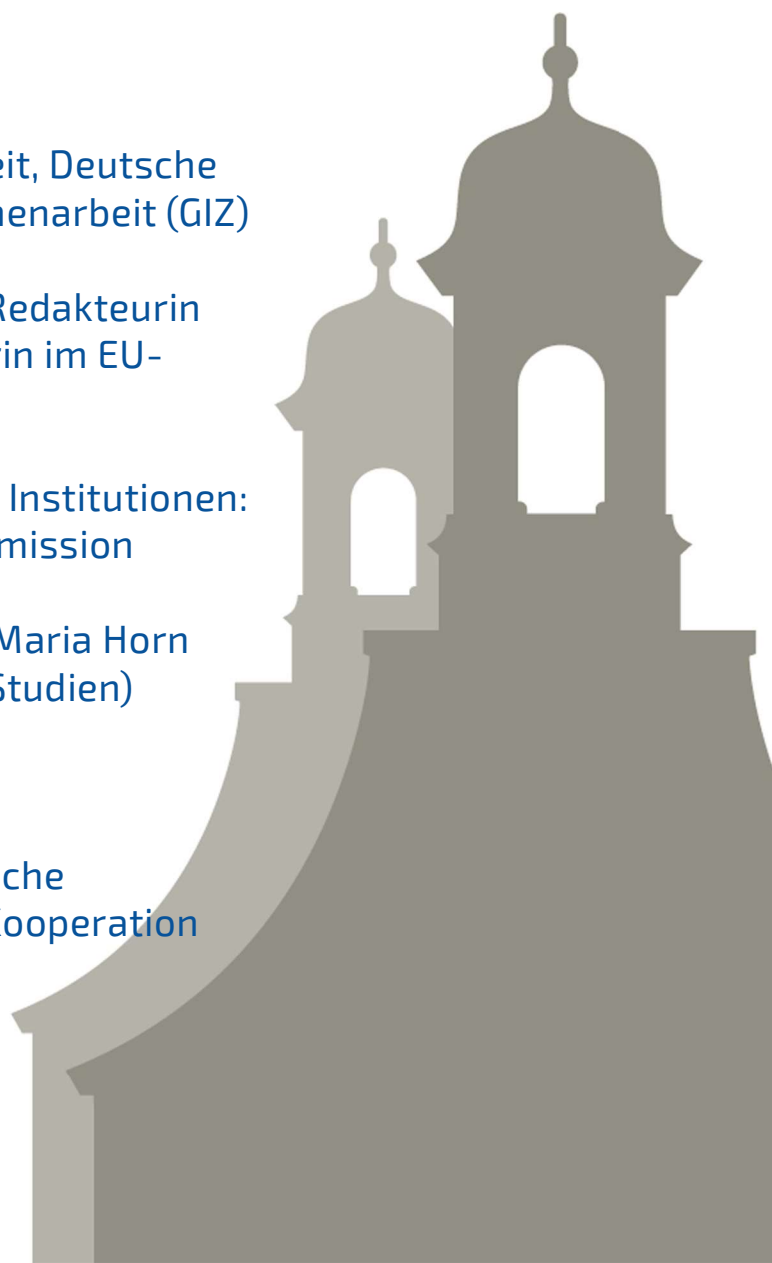 eit, Deutsche
nenarbeit (GIZ)
Redakteurin
rin im EU-
Institutionen:
mission
Maria Horn
Studien)
che
Kooperation